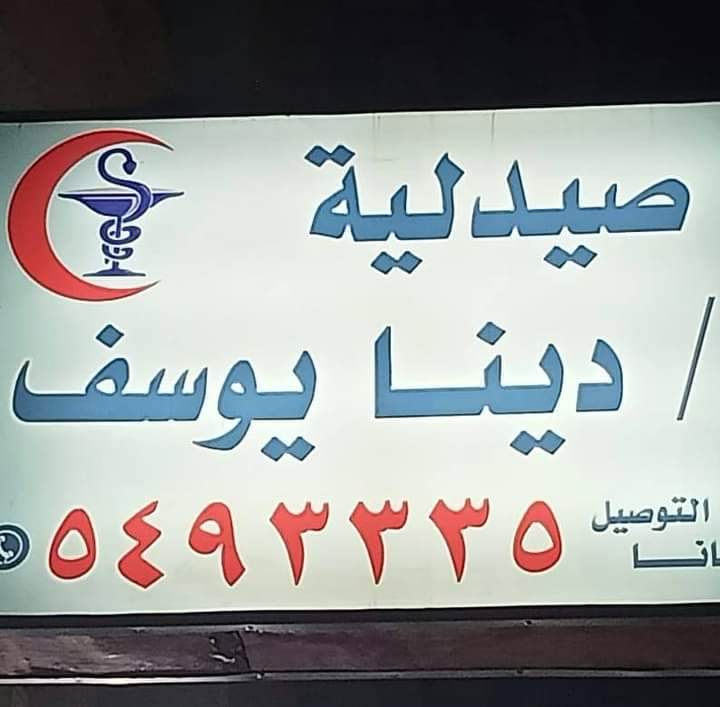 صيدلية
/ دينا يوسف
التوصيل
٥٤٩٣٣٣٥